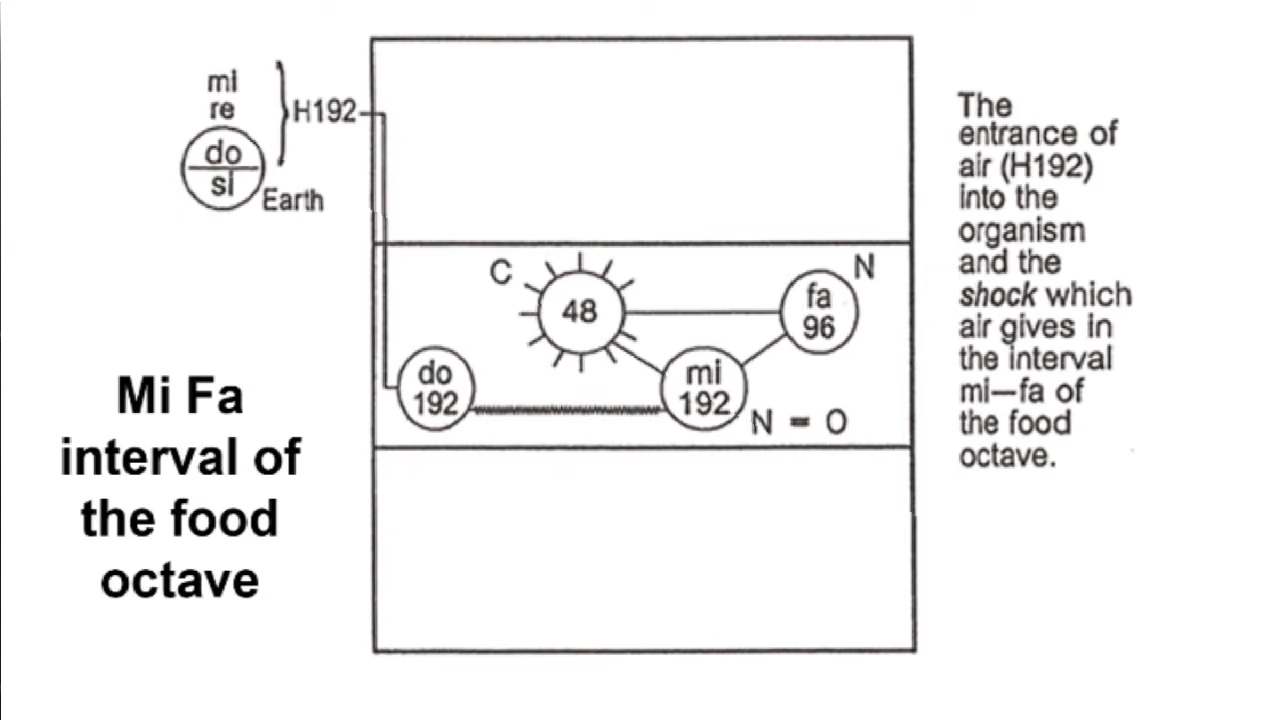 mi
re
do
si
H192
Earth
C
48
N
fa
96
do
192
mi
192
N = O
Mi Fa
interval of
the food
octave
The
entrance of
air (H192)
into the
organism
and the
shock which
air gives in
the interval
mi—fa of
the food
octave.